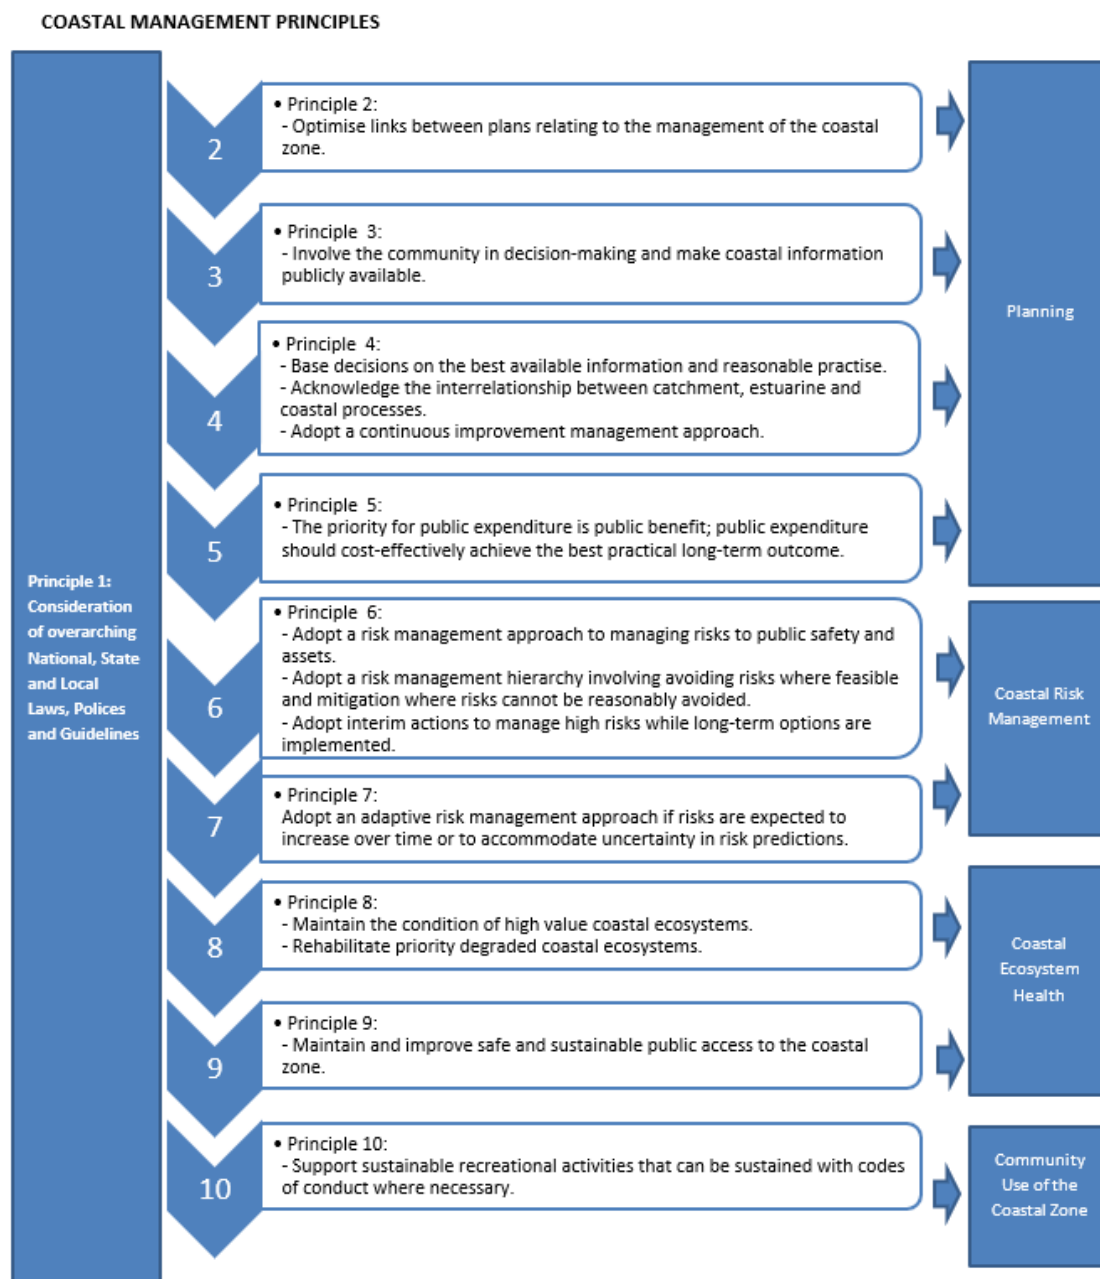 COASTAL MANAGEMENT PRINCIPLES
Principle 1:
Consideration
of overarching
National, State
and Local
Laws, Polices
and Guidelines
2
• Principle 2:
- Optimise links between plans relating to the management of the coastal
zone.
3
• Principle 3:
- Involve the community in decision-making and make coastal information
publicly available.
4
• Principle 4:
- Base decisions on the best available information and reasonable practise.
- Acknowledge the interrelationship between catchment, estuarine and
coastal processes.
- Adopt a continuous improvement management approach.
5
• Principle 5:
- The priority for public expenditure is public benefit; public expenditure
should cost-effectively achieve the best practical long-term outcome.
Planning
6
• Principle 6:
- Adopt a risk management approach to managing risks to public safety and
assets.
- Adopt a risk management hierarchy involving avoiding risks where feasible
and mitigation where risks cannot be reasonably avoided.
- Adopt interim actions to manage high risks while long-term options are
implemented.
7
• Principle 7:
Adopt an adaptive risk management approach if risks are expected to
increase over time or to accommodate uncertainty in risk predictions.
Coastal Risk
Management
8
• Principle 8:
- Maintain the condition of high value coastal ecosystems.
- Rehabilitate priority degraded coastal ecosystems.
9
• Principle 9:
- Maintain and improve safe and sustainable public access to the coastal
zone.
Coastal
Ecosystem
Health
10
• Principle 10:
- Support sustainable recreational activities that can be sustained with codes
of conduct where necessary.
Community
Use of the
Coastal Zone